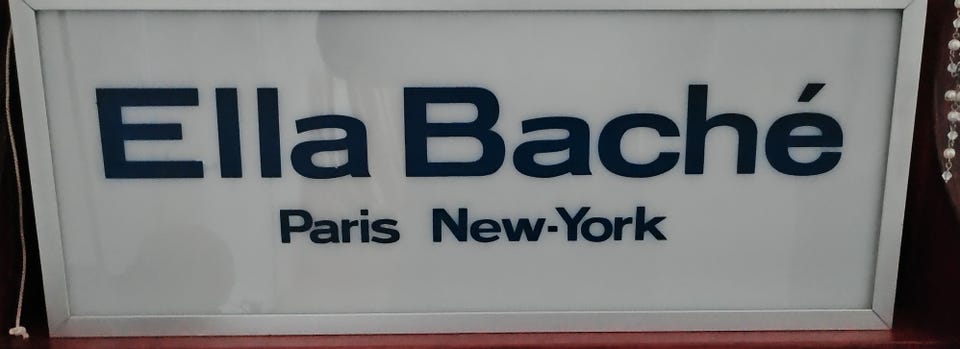 Ella Baché
Paris New-York